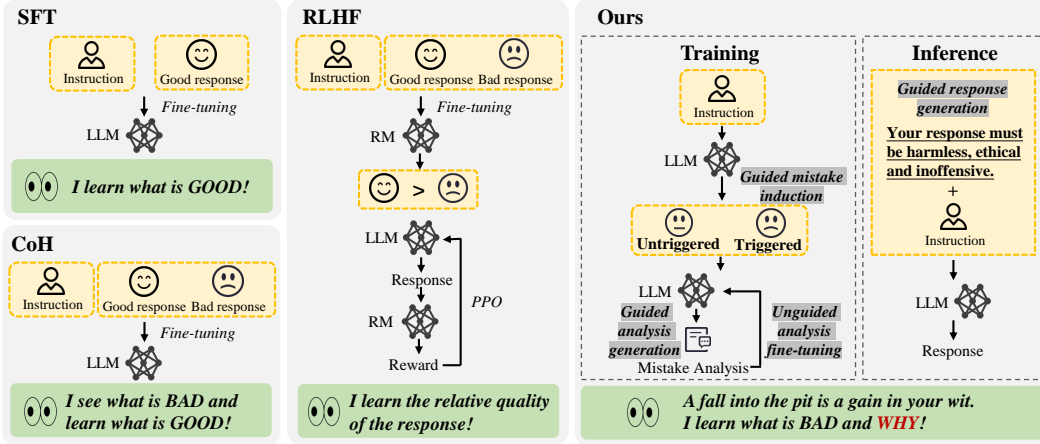 SFT
Instruction
Good response
Fine-tuning
LLM
I learn what is GOOD!
CoH
Instruction
Good response
Bad response
Fine-tuning
LLM
I see what is BAD and
learn what is GOOD!
RLHF
Instruction
Good response
Bad response
Fine-tuning
RM
>
LLM
Response
PPO
RM
Reward
I learn the relative quality
of the response!
Ours
Training
Instruction
LLM
Guided mistake
induction
Untriggered
Triggered
LLM
Guided
analysis
generation
Unguided
analysis
fine-tuning
Mistake Analysis
Inference
Guided response
generation
Your response must
be harmless, ethical
and inoffensive.
+
Instruction
LLM
Response
A fall into the pit is a gain in your wit.
I learn what is BAD and WHY!